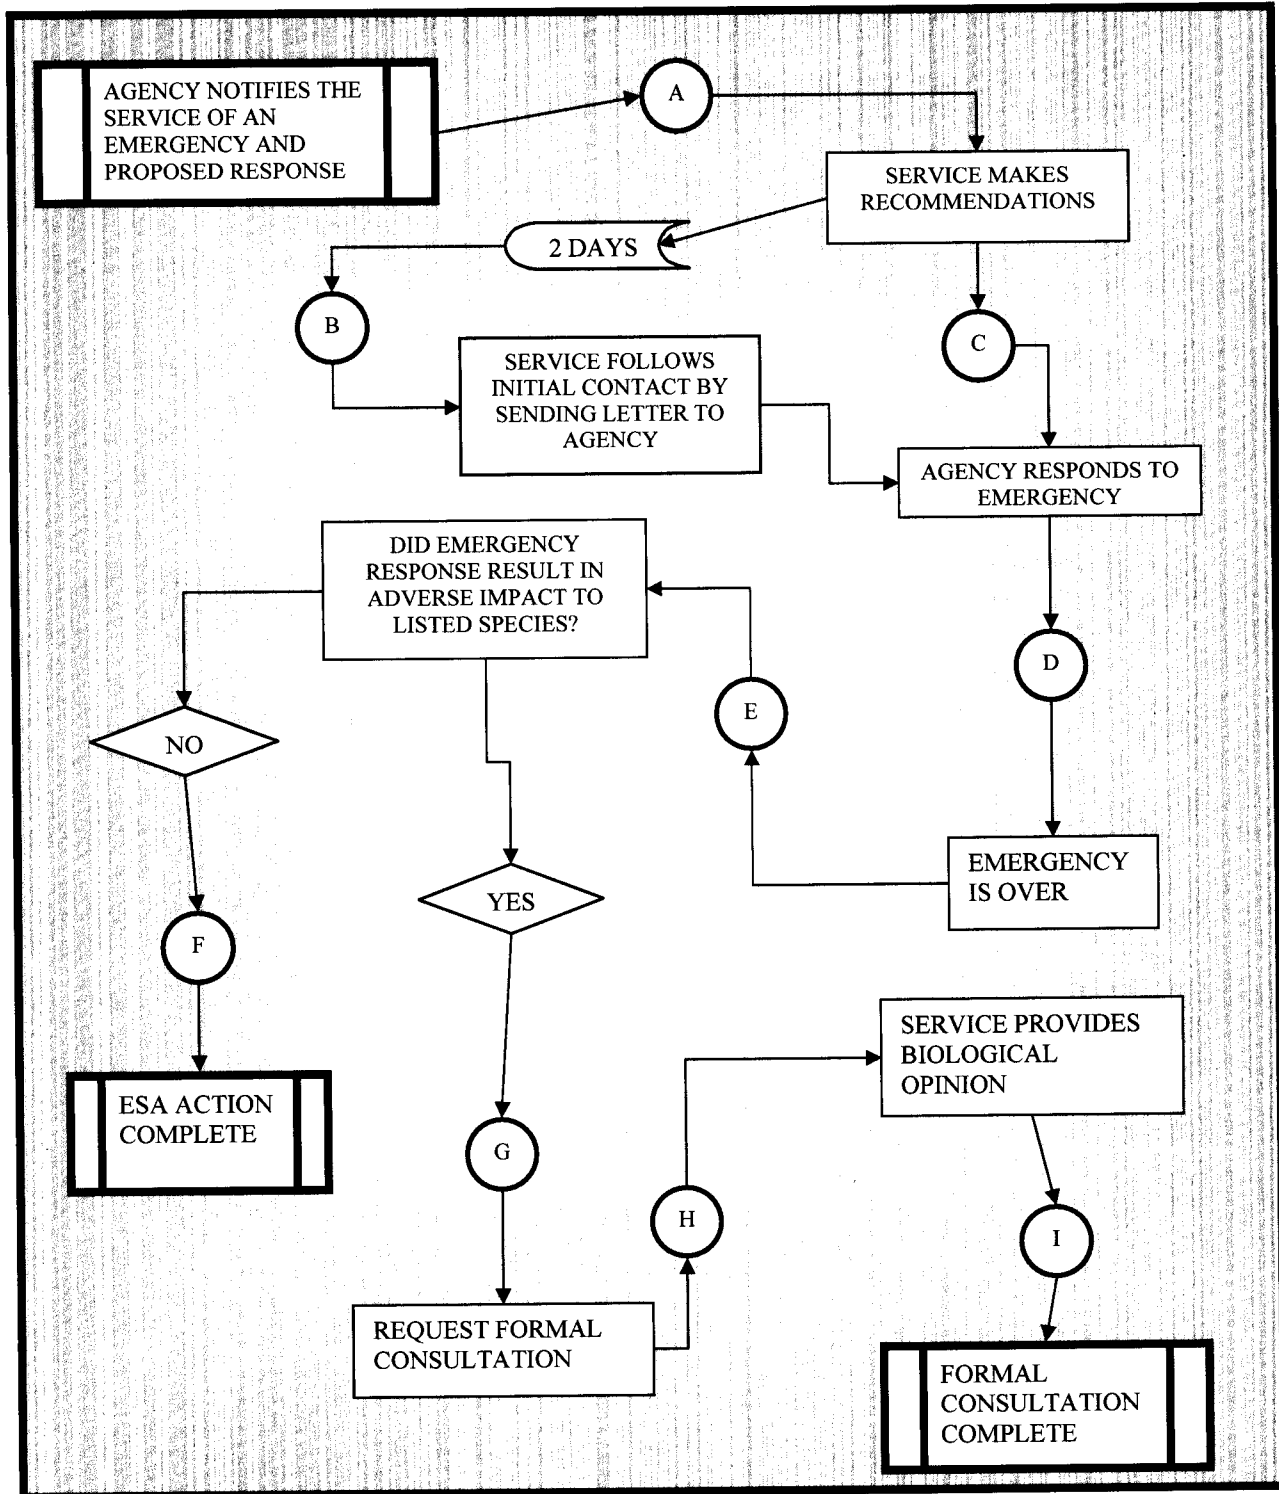 AGENCY NOTIFIES THE
SERVICE OF AN
EMERGENCY AND
PROPOSED RESPONSE
A
SERVICE MAKES
RECOMMENDATIONS
2 DAYS
B
C
SERVICE FOLLOWS
INITIAL CONTACT BY
SENDING LETTER TO
AGENCY
AGENCY RESPONDS TO
EMERGENCY
DID EMERGENCY
RESPONSE RESULT IN
ADVERSE IMPACT TO
LISTED SPECIES?
D
E
NO
EMERGENCY
IS OVER
YES
F
SERVICE PROVIDES
BIOLOGICAL
OPINION
ESA ACTION
COMPLETE
G
H
I
REQUEST FORMAL
CONSULTATION
FORMAL
CONSULTATION
COMPLETE